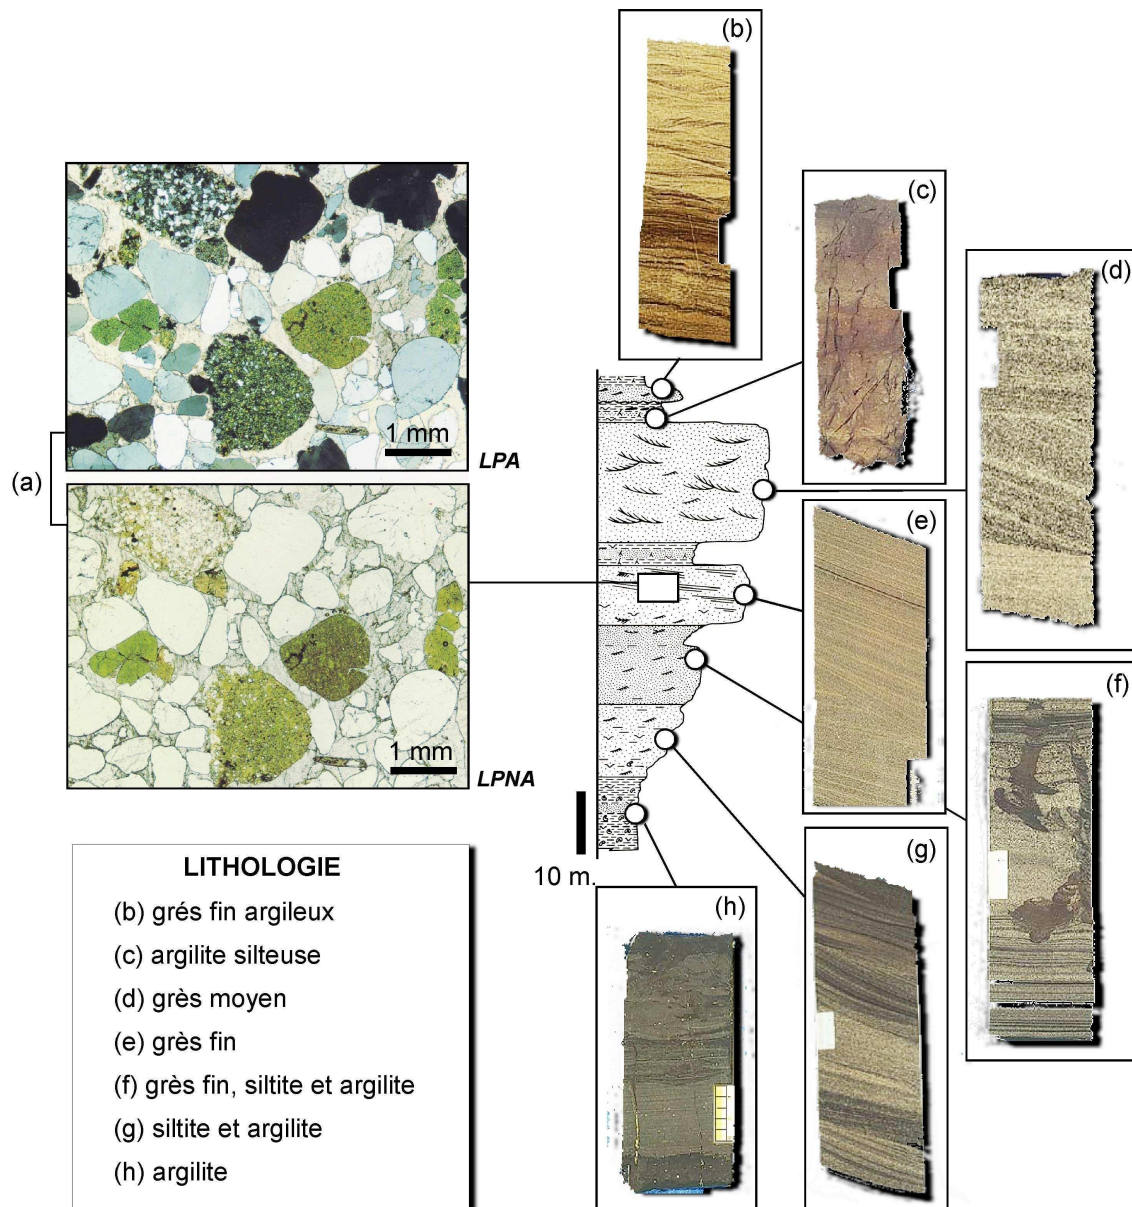 (b)
(c)
(d)
1 mm
LPA
(a)
(e)
1 mm
LPNA
(f)
10 m.
(g)
(h)
LITHOLOGIE
(b) grés fin argileux
(c) argilite silteuse
(d) grès moyen
(e) grès fin
(f) grès fin, siltite et argilite
(g) siltite et argilite
(h) argilite